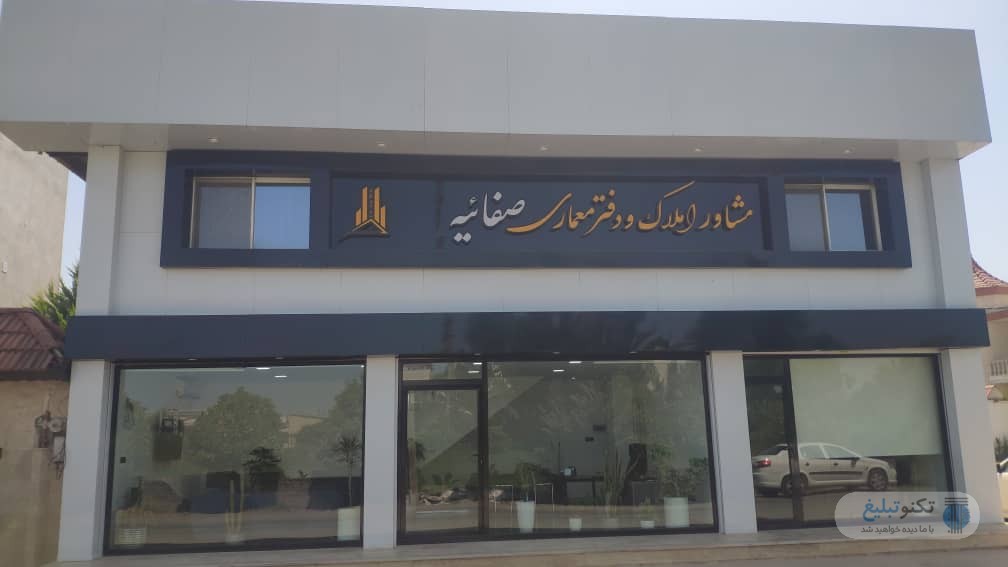 مشاور املاک و دفتر معماری صفائیه
تکنوتبلیغ
با ما دیده خواهید شد